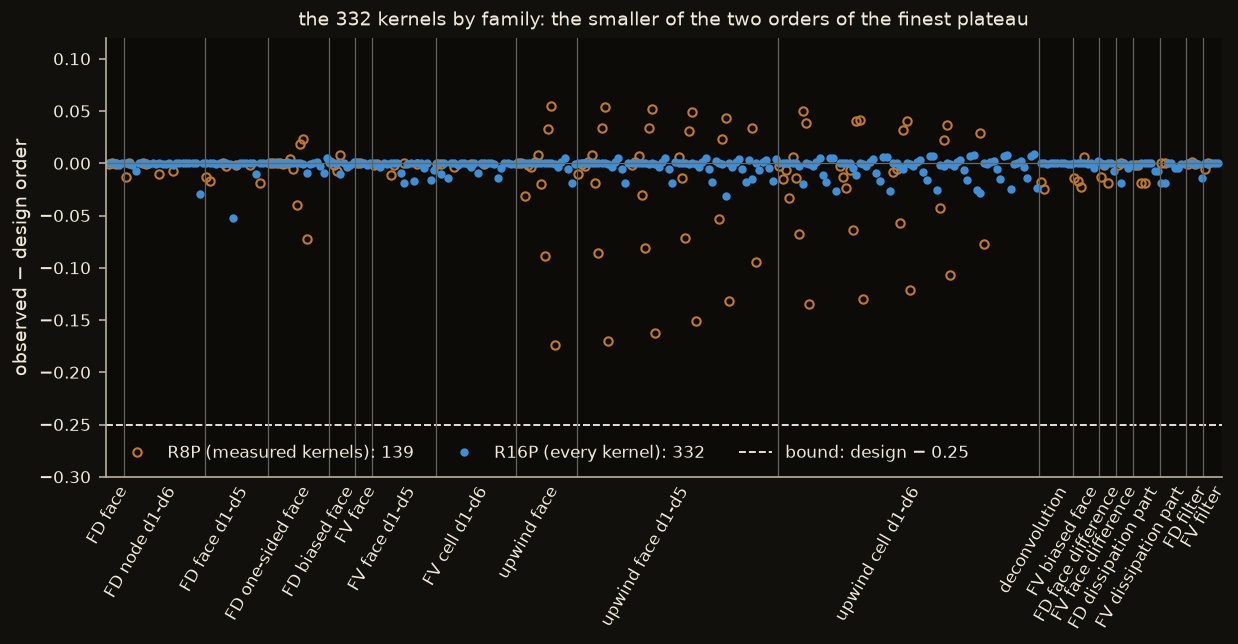 the 332 kernels by family: the smaller of the two orders of the finest plateau
observed − design order
0.10
0.05
0.00
−0.05
−0.10
−0.15
−0.20
−0.25
−0.30
R8P (measured kernels): 139
R16P (every kernel): 332
bound: design − 0.25
FD face
FD node d1-d6
FD face d1-d5
FD one-sided face
FD biased face
FV face
FV face d1-d5
FV cell d1-d6
upwind face
upwind face d1-d5
upwind cell d1-d6
deconvolution
FV biased face
FD face difference
FV face difference
FD dissipation part
FV dissipation part
FD filter
FV filter